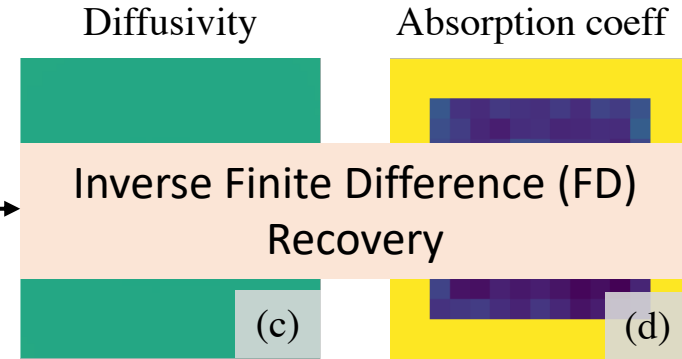 Diffusivity
Absorption coeff
Inverse Finite Difference (FD)
Recovery
(c)
(d)